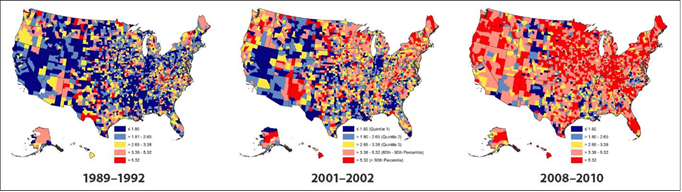 ≤ 1.80
> 1.81 - 2.65
> 2.65 - 3.38
> 3.38 - 5.32
> 5.32
1989–1992
≤ 1.80 (Quintile 1)
> 1.80 - 2.65 (Quintile 2)
> 2.65 - 3.38 (Quintile 3)
> 3.38 - 5.32 (60th - 90th Percentile)
> 5.32 (> 90th Percentile)
2001–2002
≤ 1.80
> 1.80 - 2.65
> 2.65 - 3.38
> 3.38 - 5.32
> 5.32
2008–2010